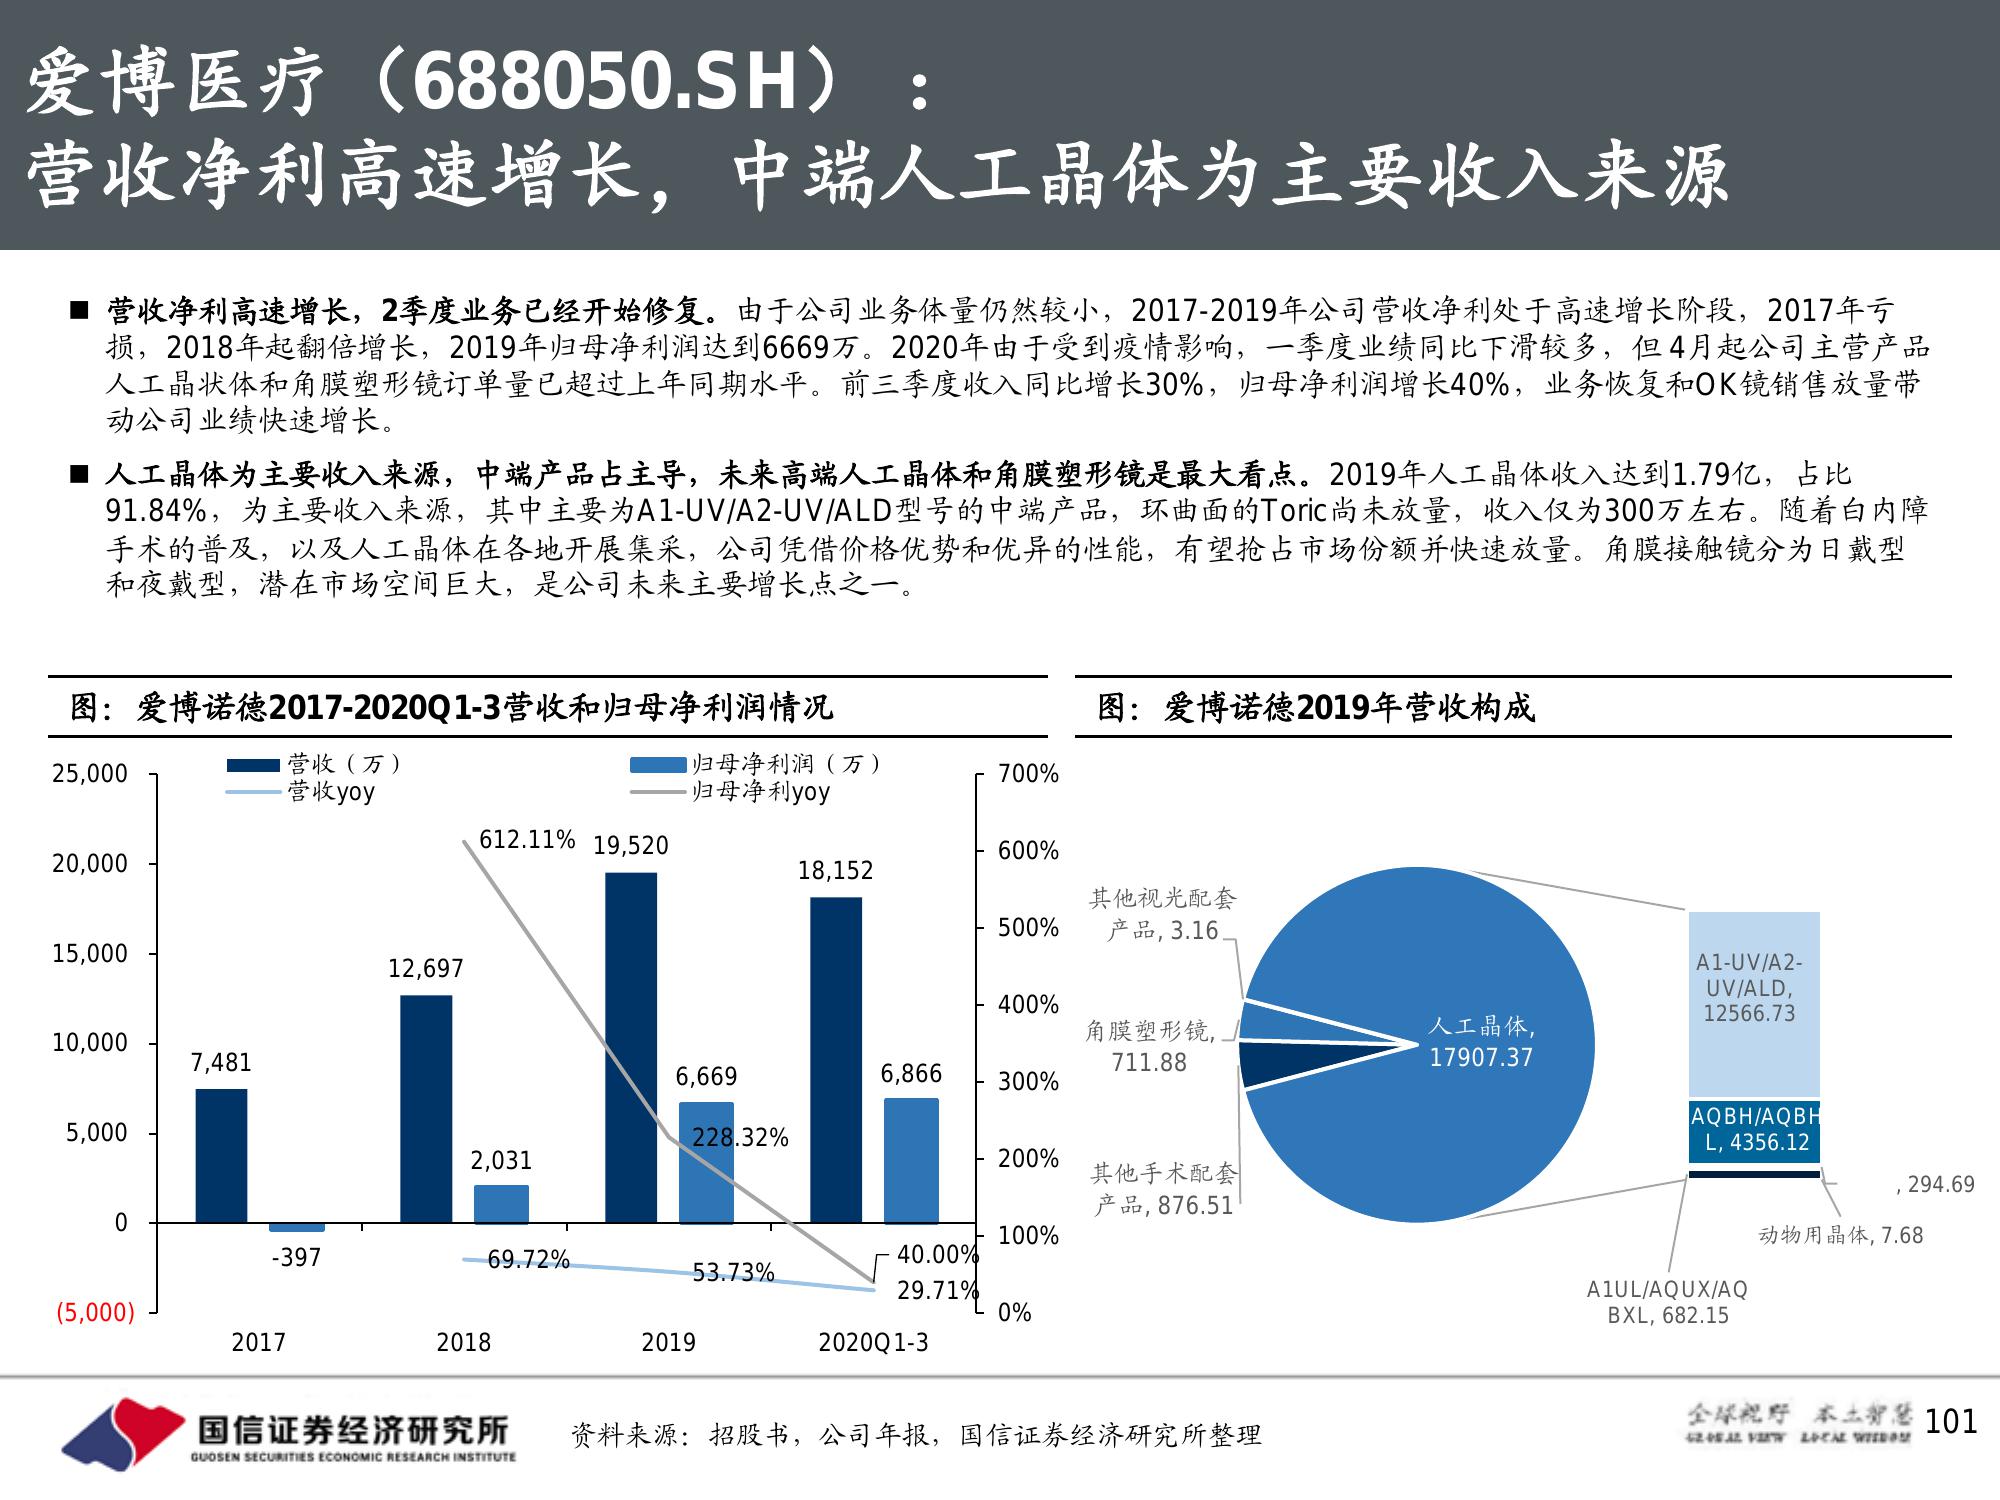 爱博医疗（688050.SH）：
营收净利高速增长，中端人工晶体为主要收入来源
■ 营收净利高速增长，2季度业务已经开始修复。由于公司业务体量仍然较小，2017-2019年公司营收净利处于高速增长阶段，2017年亏
损，2018年起翻倍增长，2019年归母净利润达到6669万。2020年由于受到疫情影响，一季度业绩同比下滑较多，但4月起公司主营产品
人工晶状体和角膜塑形镜订单量已超过上年同期水平。前三季度收入同比增长30%，归母净利润增长40%，业务恢复和OK镜销售放量带
动公司业绩快速增长。
■ 人工晶体为主要收入来源，中端产品占主导，未来高端人工晶体和角膜塑形镜是最大看点。2019年人工晶体收入达到1.79亿，占比
91.84%，为主要收入来源，其中主要为A1-UV/A2-UV/ALD型号的中端产品，环曲面的Toric尚未放量，收入仅为300万左右。随着白内障
手术的普及，以及人工晶体在各地开展集采，公司凭借价格优势和优异的性能，有望抢占市场份额并快速放量。角膜接触镜分为日戴型
和夜戴型，潜在市场空间巨大，是公司未来主要增长点之一。
图： 爱博诺德2017-2020Q1-3营收和归母净利润情况
营收（万）
归母净利润（万）
营收yoy
归母净利yoy
25,000
20,000
15,000
10,000
5,000
0
(5,000)
700%
600%
500%
400%
300%
200%
100%
0%
7,481
-397
12,697
2,031
19,520
6,669
18,152
6,866
612.11%
228.32%
40.00%
69.72%
53.73%
29.71%
2017
2018
2019
2020Q1-3
图： 爱博诺德2019年营收构成
其他视光配套
产品, 3.16
角膜塑形镜,
711.88
其他手术配套
产品, 876.51
人工晶体,
17907.37
A1-UV/A2-
UV/ALD,
12566.73
AQBH/AQBH
L, 4356.12
, 294.69
动物用晶体, 7.68
A1UL/AQUX/AQ
BXL, 682.15
国信证券经济研究所
GUOSEN SECURITIES ECONOMIC RESEARCH INSTITUTE
资料来源：招股书，公司年报，国信证券经济研究所整理
全球视野 本土智慧
GLOBAL VIEW LOCAL WISDOM
101